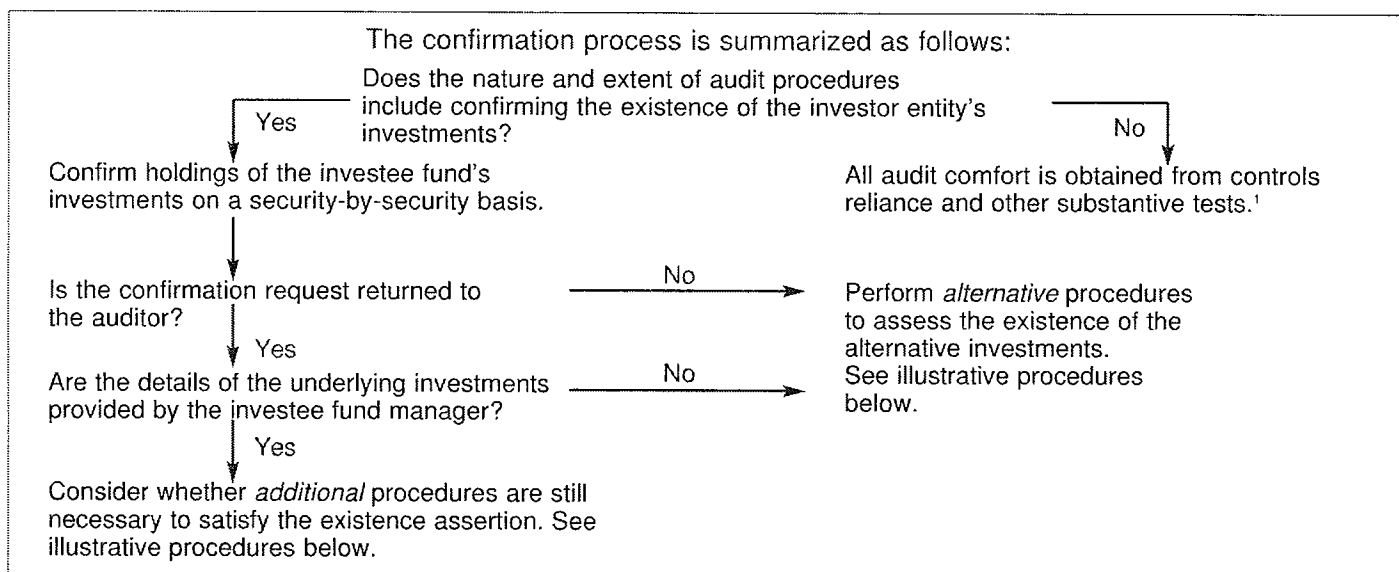 The confirmation process is summarized as follows:
Does the nature and extent of audit procedures
include confirming the existence of the investor entity's
investments?
Yes
No
Confirm holdings of the investee fund's
investments on a security-by-security basis.
All audit comfort is obtained from controls
reliance and other substantive tests.¹
Is the confirmation request returned to
the auditor?
No
Perform alternative procedures
to assess the existence of the
alternative investments.
See illustrative procedures
below.
Yes
Are the details of the underlying investments
provided by the investee fund manager?
No
Yes
Consider whether additional procedures are still
necessary to satisfy the existence assertion. See
illustrative procedures below.